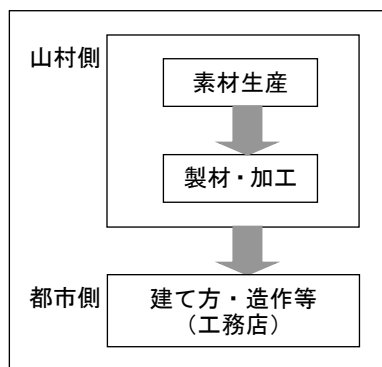 山村側
素材生産
製材・加工
都市側
建て方・造作等
（工務店）